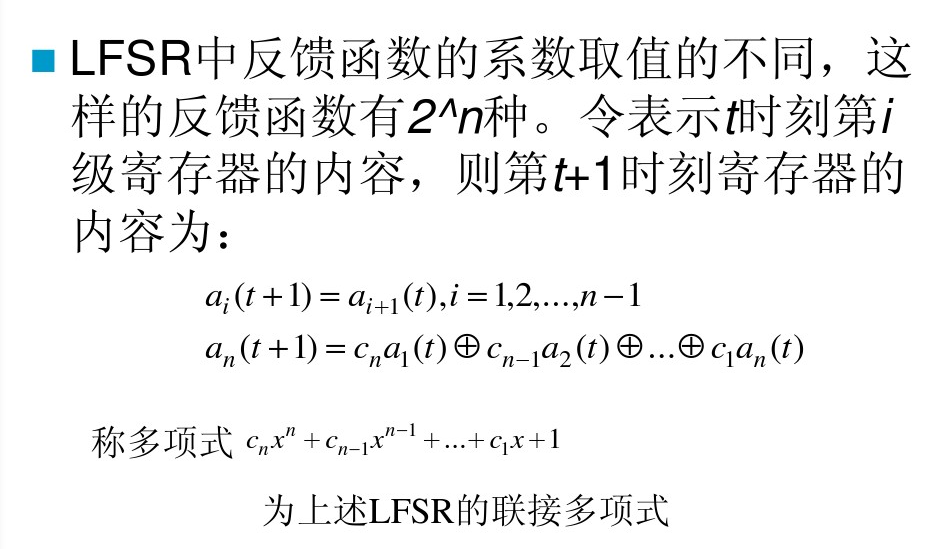 LFSR中反馈函数的系数取值的不同，这
样的反馈函数有2^n种。令表示t时刻第i
级寄存器的内容，则第t+1时刻寄存器的
内容为：
aᵢ(t+1) = aᵢ₊₁(t), i = 1,2,...,n−1
aₙ(t+1) = cₙa₁(t) ⊕ cₙ₋₁a₂(t) ⊕ ... ⊕ c₁aₙ(t)
称多项式 cₙxⁿ + cₙ₋₁xⁿ⁻¹ + ... + c₁x + 1
为上述LFSR的联接多项式